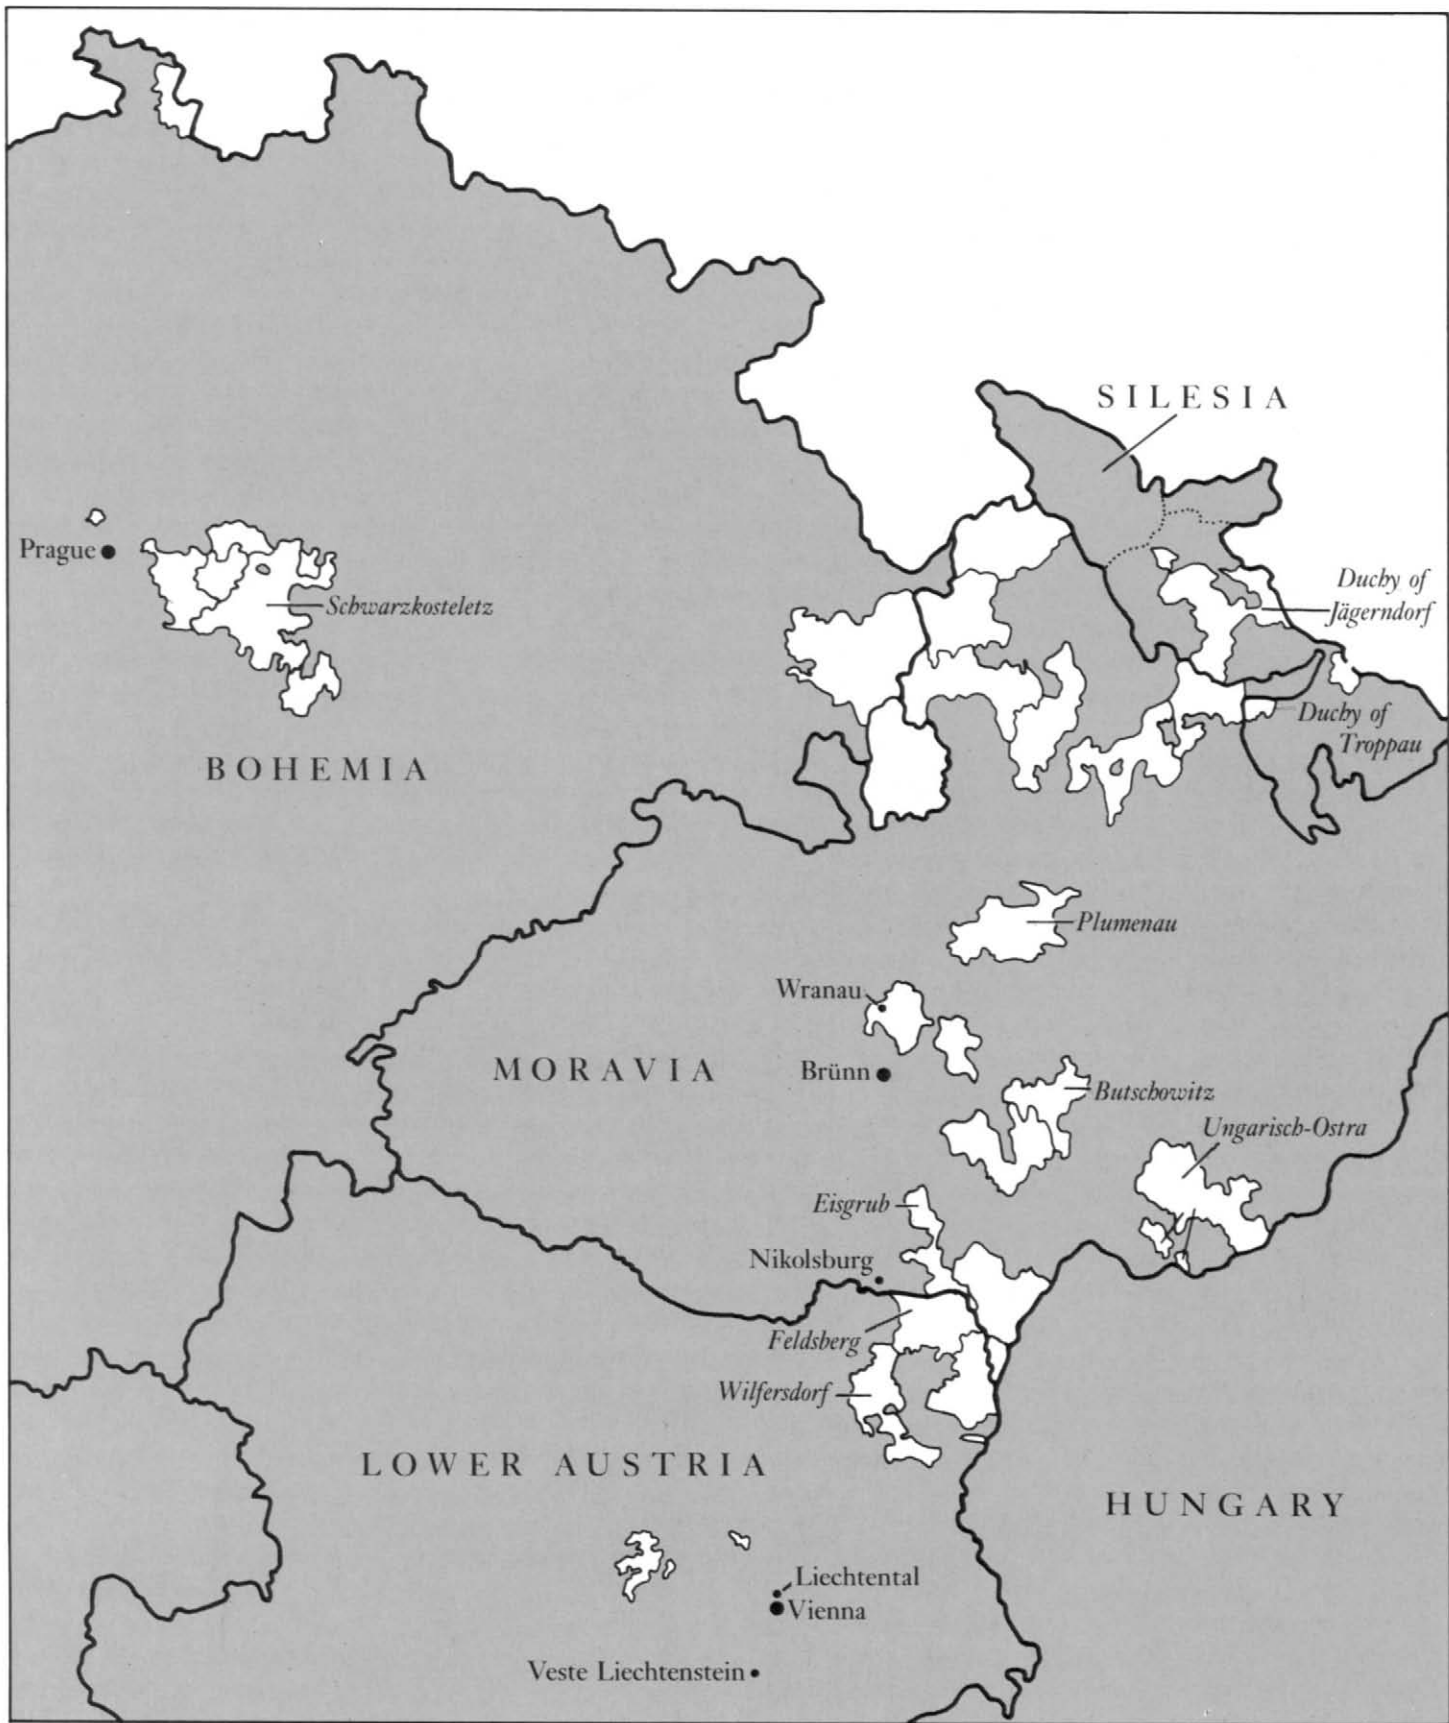 SILESIA
Prague
Duchy of
Jägerndorf
Schwarzkosteletz
Duchy of
Troppau
BOHEMIA
Plumenau
Wranau
MORAVIA
Brünn
Butschowitz
Ungarisch-Ostra
Eisgrub
Nikolsburg
Feldsberg
Wilfersdorf
LOWER AUSTRIA
HUNGARY
Liechtental
Vienna
Veste Liechtenstein